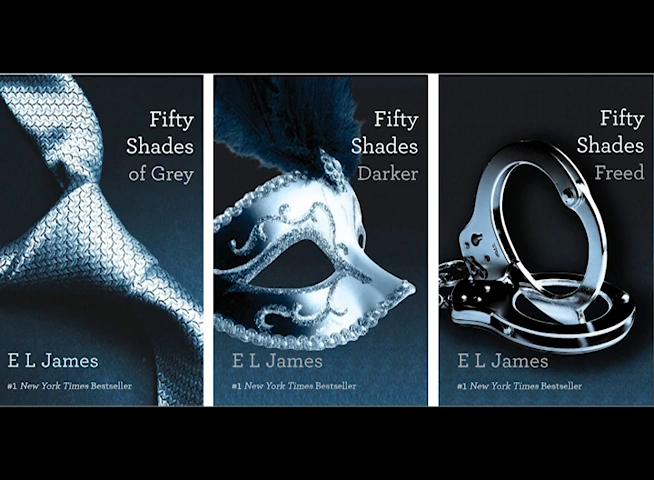 Fifty
Shades
of Grey
E L James
#1 New York Times Bestseller
Fifty
Shades
Darker
E L James
#1 New York Times Bestseller
Fifty
Shades
Freed
E L James
#1 New York Times Bestseller